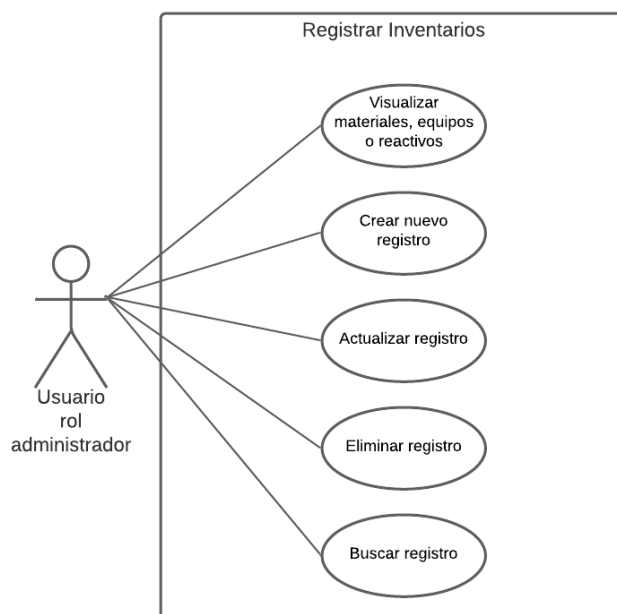 Registrar Inventarios
Visualizar
materiales, equipos
o reactivos
Crear nuevo
registro
Actualizar registro
Usuario
rol
administrador
Eliminar registro
Buscar registro